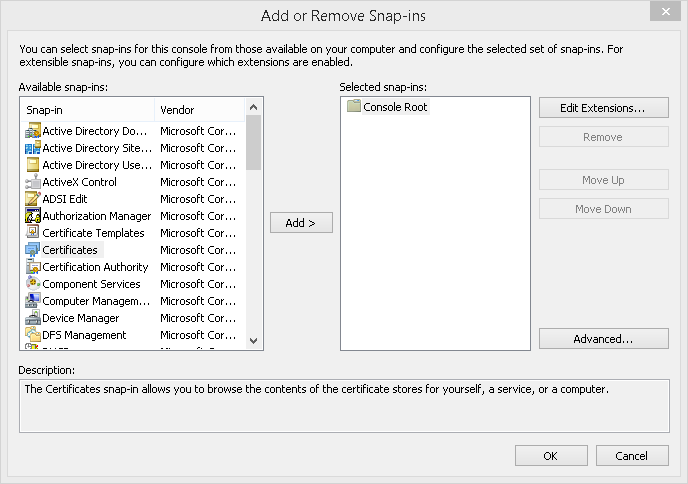 Add or Remove Snap-ins
You can select snap-ins for this console from those available on your computer and configure the selected set of snap-ins. For
extensible snap-ins, you can configure which extensions are enabled.
Available snap-ins:
Snap-in Vendor
Active Directory Do... Microsoft Cor...
Active Directory Site... Microsoft Cor...
Active Directory Use... Microsoft Cor...
ActiveX Control Microsoft Cor...
ADSI Edit Microsoft Cor...
Authorization Manager Microsoft Cor...
Certificate Templates Microsoft Cor...
Certificates Microsoft Cor...
Certification Authority Microsoft Cor...
Component Services Microsoft Cor...
Computer Managem... Microsoft Cor...
Device Manager Microsoft Cor...
DFS Management Microsoft Cor...
Add >
Selected snap-ins:
Console Root
Edit Extensions...
Remove
Move Up
Move Down
Advanced...
Description:
The Certificates snap-in allows you to browse the contents of the certificate stores for yourself, a service, or a computer.
OK
Cancel